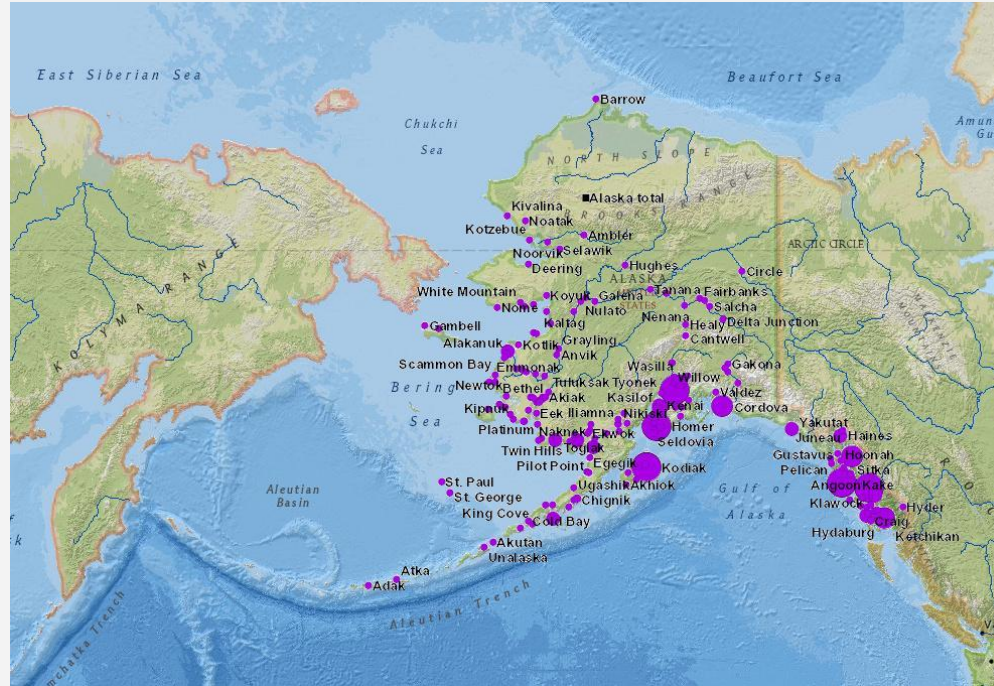 East Siberian Sea
Beaufort Sea
Barrow
Chukchi
Sea
NORTH SLOPE
Alaska total
BROOKS RANGE
Kivalina
Noatak
Kotzebue
Ambler
Noorvik
Selawik
ARCTIC CIRCLE
Deering
Hughes
Circle
ALASKA
STATES
KOLYMA RANGE
White Mountain
Koyuk
Galena
Tanana
Fairbanks
Nome
Nulato
Salcha
Nenana
Delta Junction
Gambell
Kaltag
Healy
Alakanuk
Kotlik
Grayling
Cantwell
Anvik
Scammon Bay
Emmonak
Wasilla
Gakona
Bering
Sea
Newtok
Bethel
Tuluksak
Tyonek
Willow
Akiak
Kasilof
Valdez
Kipnuk
Eek
Iliamna
Nikiski
Kenai
Cordova
Platinum
Naknek
Ekwok
Homer
Yakutat
Twin Hills
Togiak
Seldovia
Juneau
Haines
Pilot Point
Egegik
Kodiak
Gustavus
Hoonah
Pelican
Sitka
St. Paul
Ugashik
Akhiok
Angoon
Kake
St. George
Chignik
Gulf of
Alaska
Klawock
Hyder
Aleutian
Basin
King Cove
Cold Bay
Craig
Hydaburg
Ketchikan
Akutan
Unalaska
Atka
Adak
Aleutian Trench
mchatka Trench